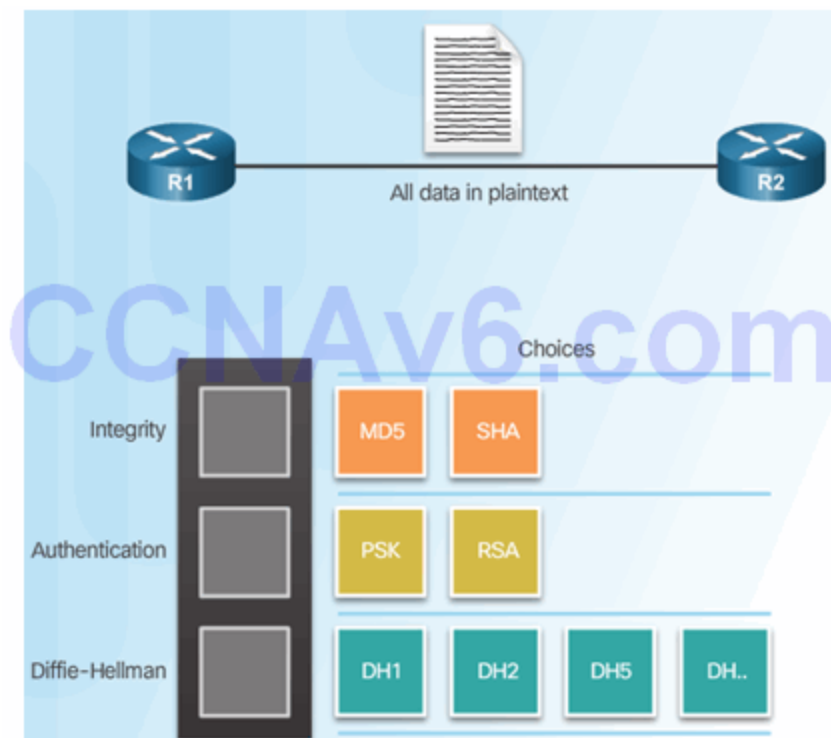 R1
R2
All data in plaintext
CCNAv6.com
Choices
Integrity MD5 SHA
Authentication PSK RSA
Diffie-Hellman DH1 DH2 DH5 DH..